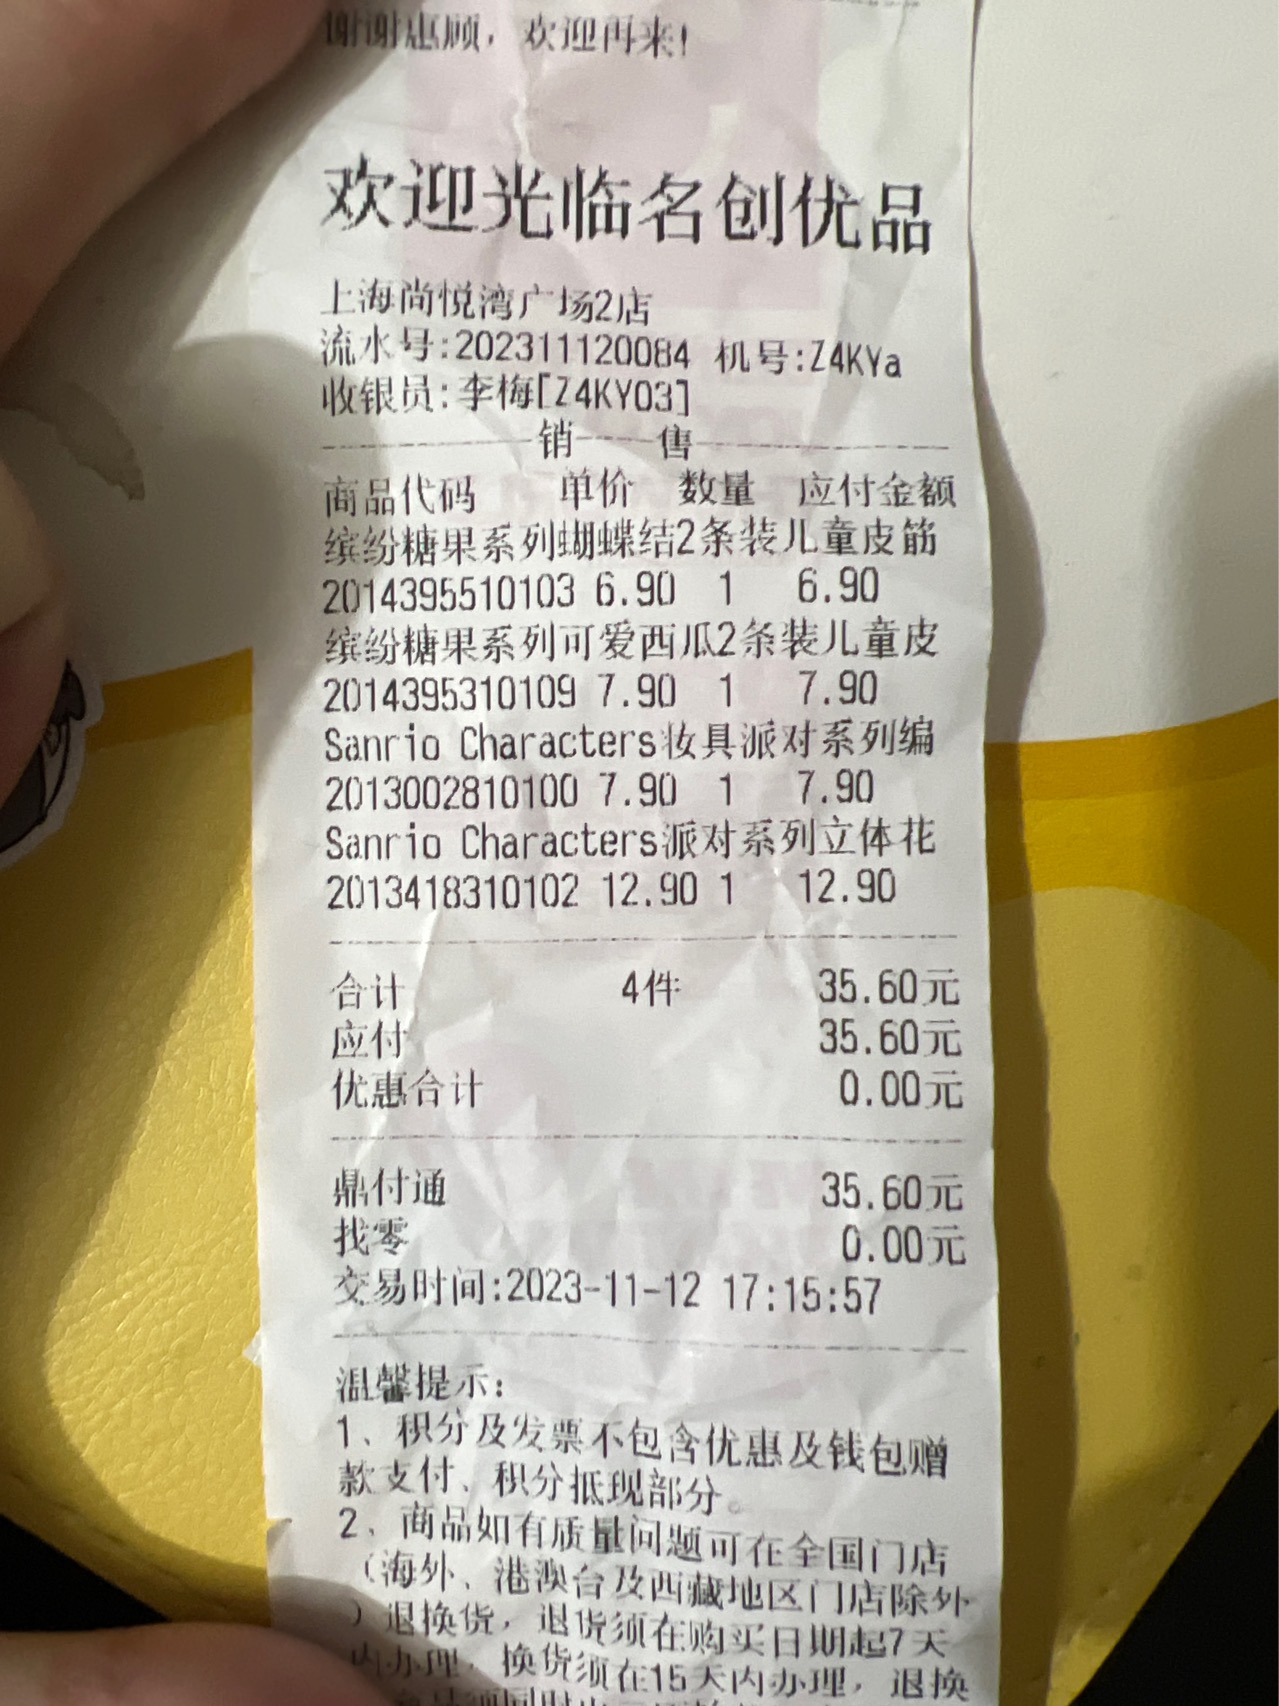 谢谢惠顾，欢迎再来!
欢迎光临名创优品
上海尚悦湾广场2店
流水号:202311120084 机号:Z4KYa
收银员:李梅[Z4KY03]
销 售
商品代码 单价 数量 应付金额
缤纷糖果系列蝴蝶结2条装儿童皮筋
2014395510103 6.90 1 6.90
缤纷糖果系列可爱西瓜2条装儿童皮
2014395310109 7.90 1 7.90
Sanrio Characters妆具派对系列编
2013002810100 7.90 1 7.90
Sanrio Characters派对系列立体花
2013418310102 12.90 1 12.90
合计 4件 35.60元
应付 35.60元
优惠合计 0.00元
鼎付通 35.60元
找零 0.00元
交易时间:2023-11-12 17:15:57
温馨提示:
1、积分及发票不包含优惠及钱包赠
款支付、积分抵现部分。
2、商品如有质量问题可在全国门店
（海外、港澳台及西藏地区门店除外
）退换货，退货须在购买日期起7天
内办理，换货须在15天内办理，退换